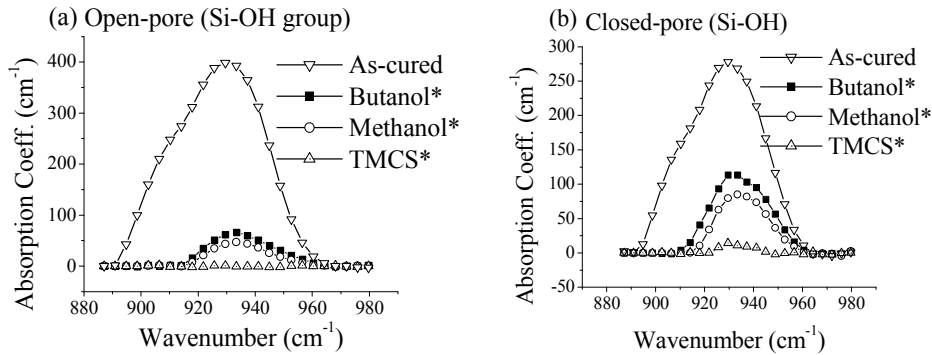 (a) Open-pore (Si-OH group)
Absorption Coeff. (cm⁻¹)
400
300
200
100
0
880 900 920 940 960 980
Wavenumber (cm⁻¹)
As-cured
Butanol*
Methanol*
TMCS*
(b) Closed-pore (Si-OH)
Absorption Coeff. (cm⁻¹)
300
250
200
150
100
50
0
-50
880 900 920 940 960 980
Wavenumber (cm⁻¹)
As-cured
Butanol*
Methanol*
TMCS*